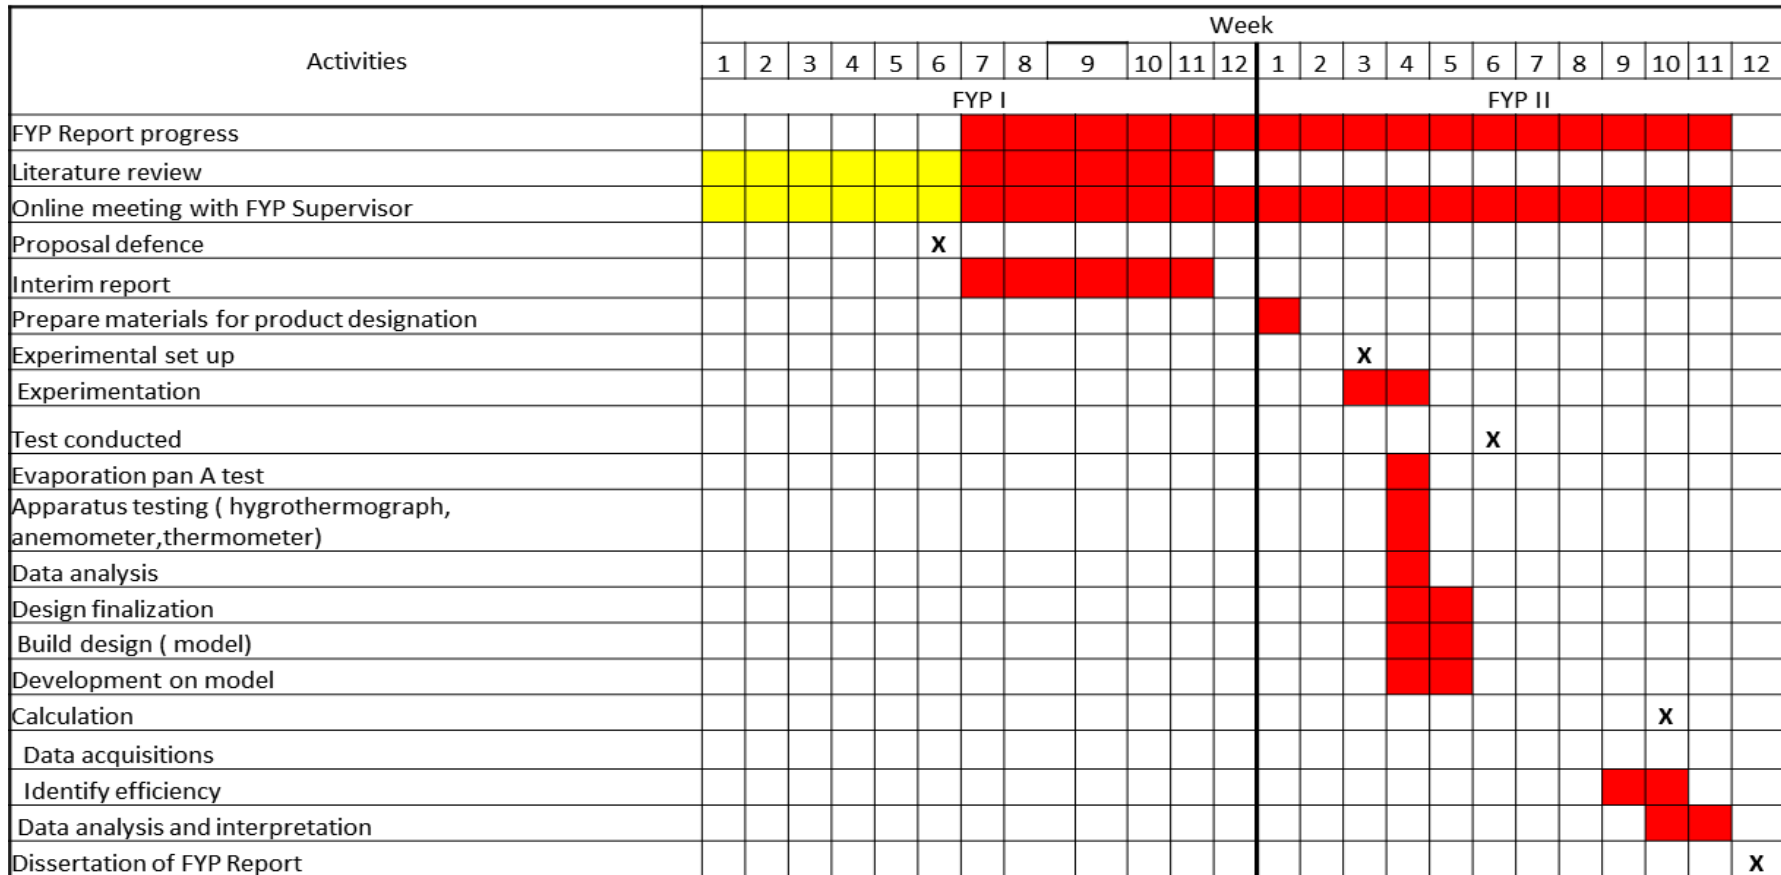 Week
Activities
1 2 3 4 5 6 7 8 9 10 11 12 1 2 3 4 5 6 7 8 9 10 11 12
FYP I FYP II
FYP Report progress
Literature review
Online meeting with FYP Supervisor
Proposal defence X
Interim report
Prepare materials for product designation
Experimental set up X
Experimentation
Test conducted X
Evaporation pan A test
Apparatus testing ( hygrothermograph,
anemometer,thermometer)
Data analysis
Design finalization
Build design ( model)
Development on model
Calculation X
Data acquisitions
Identify efficiency
Data analysis and interpretation
Dissertation of FYP Report X